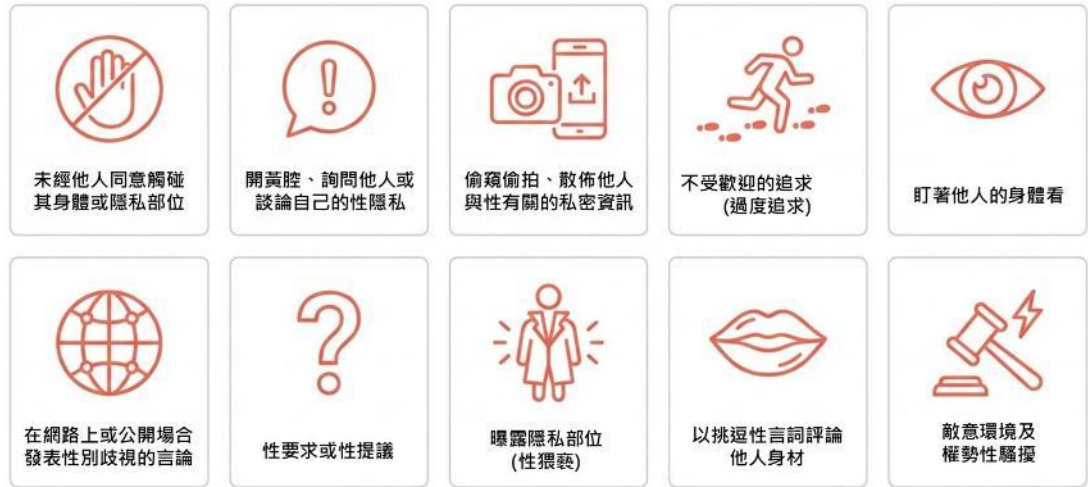 未經他人同意觸碰
其身體或隱私部位
開黃腔、詢問他人或
談論自己的性隱私
偷窺偷拍、散佈他人
與性有關的私密資訊
不受歡迎的追求
(過度追求)
盯著他人的身體看
在網路上或公開場合
發表性別歧視的言論
性要求或性提議
曝露隱私部位
(性猥褻)
以挑逗性言詞評論
他人身材
敵意環境及
權勢性騷擾